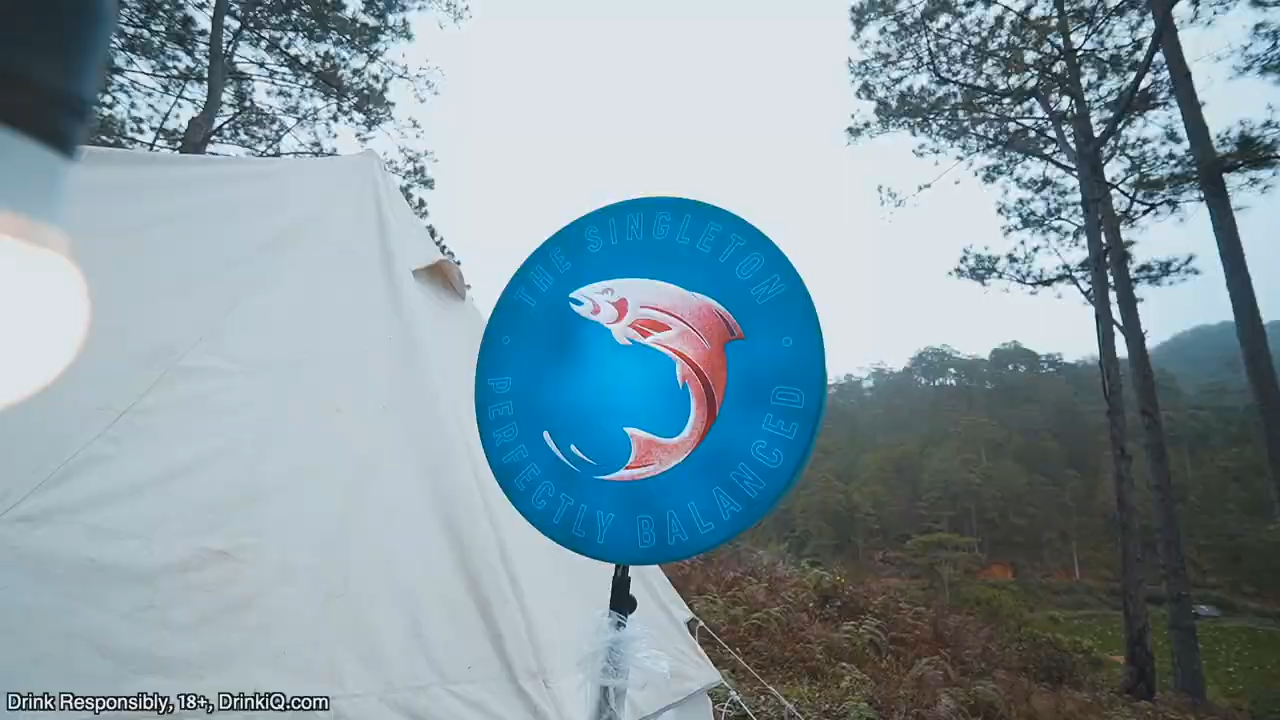 THE SINGLETON
PERFECTLY BALANCED
Drink Responsibly, 18+, DrinkiQ.com